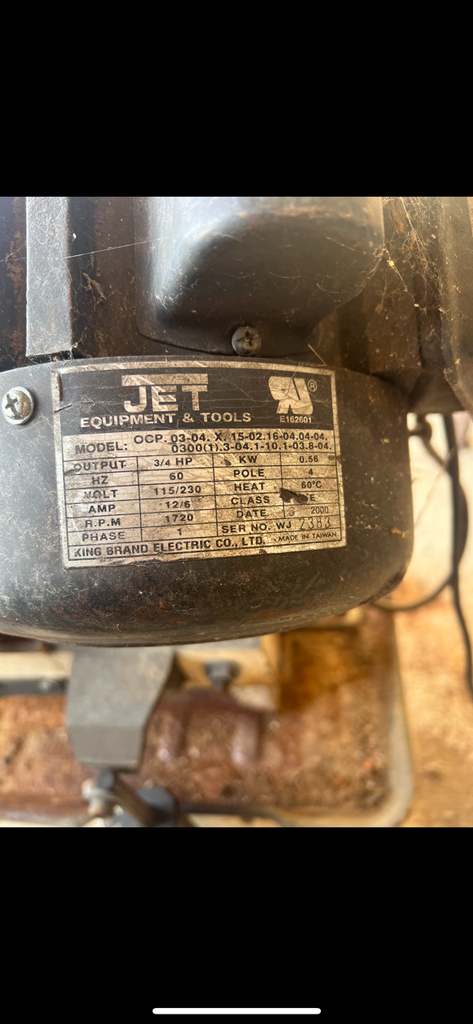 JET
®
E162601
EQUIPMENT & TOOLS
MODEL: OCP. 03-04. X. 15-02.16-04.04-04.
0300(1).3-04.1-10.1-03.8-04.
OUTPUT 3/4 HP KW 0.56
HZ 60 POLE 4
VOLT 115/230 HEAT 60°C
AMP 12/6 CLASS E
R.P.M 1720 DATE 2000
PHASE 1 SER NO. WJ 2383
KING BRAND ELECTRIC CO., LTD. MADE IN TAIWAN